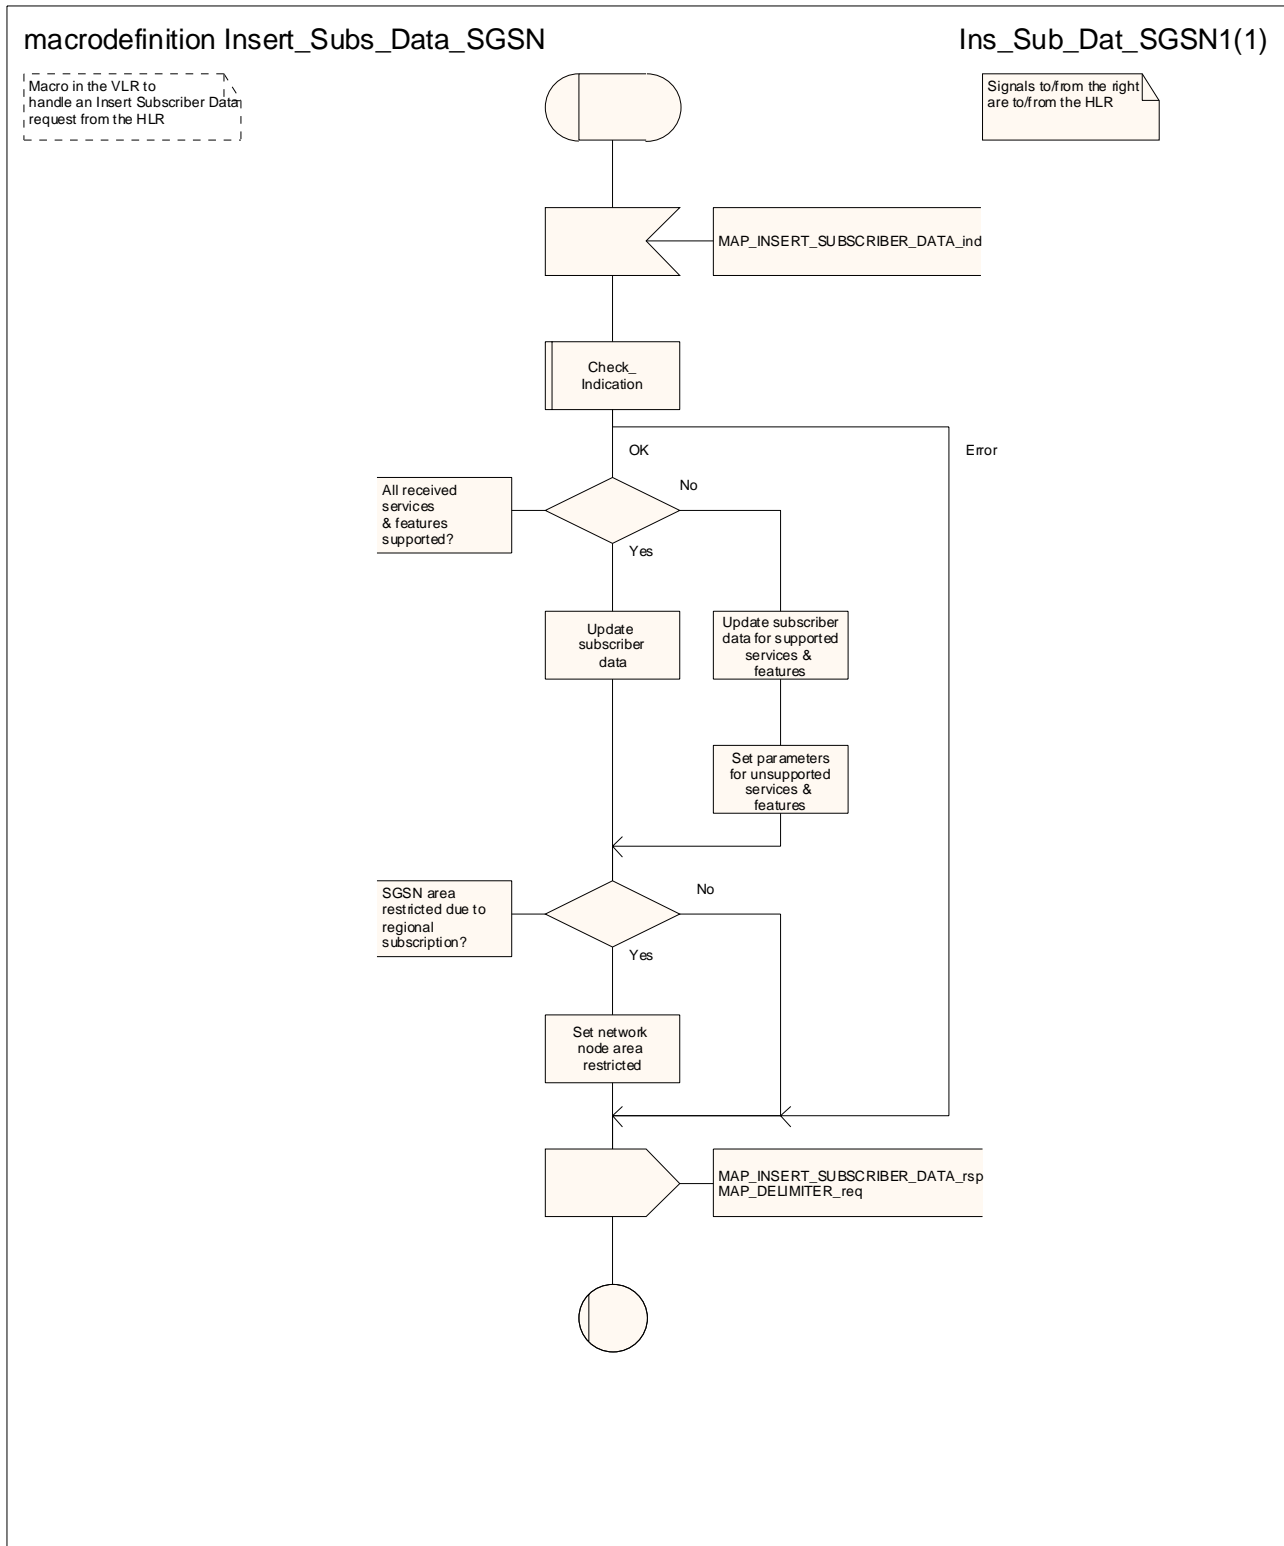 macrodefinition Insert_Subs_Data_SGSN
Ins_Sub_Dat_SGSN1(1)
Macro in the VLR to
handle an Insert Subscriber Data
request from the HLR
Signals to/from the right
are to/from the HLR
MAP_INSERT_SUBSCRIBER_DATA_ind
Check_
Indication
OK
Error
All received
services
& features
supported?
No
Yes
Update
subscriber
data
Update subscriber
data for supported
services &
features
Set parameters
for unsupported
services &
features
SGSN area
restricted due to
regional
subscription?
No
Yes
Set network
node area
restricted
MAP_INSERT_SUBSCRIBER_DATA_rsp
MAP_DELIMITER_req